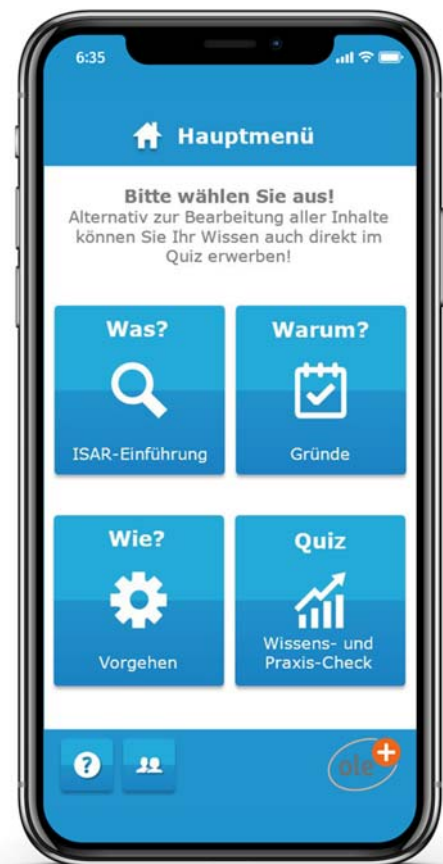 6:35
Hauptmenü
Bitte wählen Sie aus!
Alternativ zur Bearbeitung aller Inhalte
können Sie Ihr Wissen auch direkt im
Quiz erwerben!
Was?
ISAR-Einführung
Warum?
Gründe
Wie?
Vorgehen
Quiz
Wissens- und
Praxis-Check
?
ole+